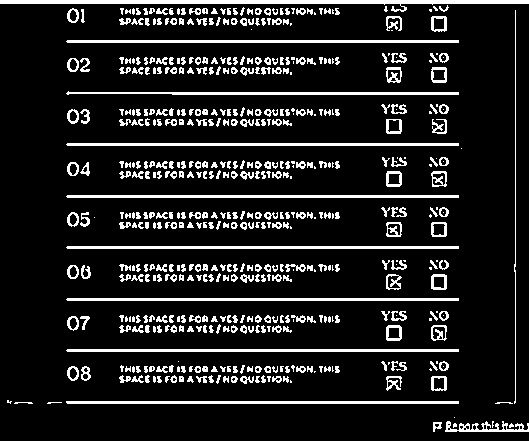 YES NO
01 THIS SPACE IS FOR A YES / NO QUESTION. THIS
SPACE IS FOR A YES / NO QUESTION.
YES NO
02 THIS SPACE IS FOR A YES / NO QUESTION. THIS
SPACE IS FOR A YES / NO QUESTION.
YES NO
03 THIS SPACE IS FOR A YES / NO QUESTION. THIS
SPACE IS FOR A YES / NO QUESTION.
YES NO
04 THIS SPACE IS FOR A YES / NO QUESTION. THIS
SPACE IS FOR A YES / NO QUESTION.
YES NO
05 THIS SPACE IS FOR A YES / NO QUESTION. THIS
SPACE IS FOR A YES / NO QUESTION.
YES NO
06 THIS SPACE IS FOR A YES / NO QUESTION. THIS
SPACE IS FOR A YES / NO QUESTION.
YES NO
07 THIS SPACE IS FOR A YES / NO QUESTION. THIS
SPACE IS FOR A YES / NO QUESTION.
YES NO
08 THIS SPACE IS FOR A YES / NO QUESTION. THIS
SPACE IS FOR A YES / NO QUESTION.
Report this item